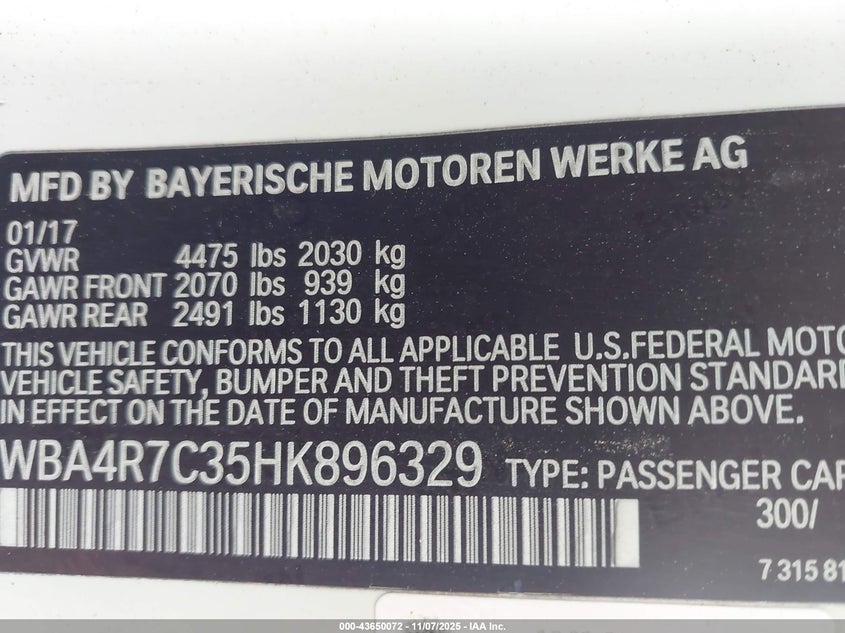 MFD BY BAYERISCHE MOTOREN WERKE AG
01/17
GVWR 4475 lbs 2030 kg
GAWR FRONT 2070 lbs 939 kg
GAWR REAR 2491 lbs 1130 kg
THIS VEHICLE CONFORMS TO ALL APPLICABLE U.S.FEDERAL MOTO
VEHICLE SAFETY, BUMPER AND THEFT PREVENTION STANDARD
IN EFFECT ON THE DATE OF MANUFACTURE SHOWN ABOVE.
WBA4R7C35HK896329 TYPE: PASSENGER CAR
300/
7 315 81
000-43650072 - 11/07/2025 - IAA Inc.